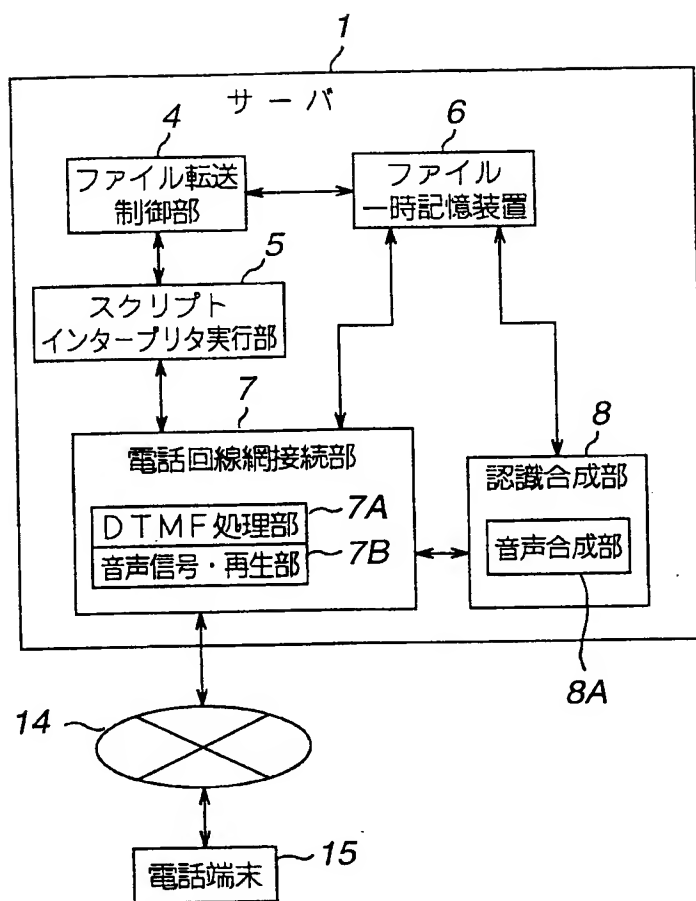 1
サーバ
4
ファイル転送
制御部
6
ファイル
一時記憶装置
5
スクリプト
インタープリタ実行部
7
電話回線網接続部
DTMF処理部
7A
音声信号・再生部
7B
8
認識合成部
音声合成部
8A
14
電話端末
15